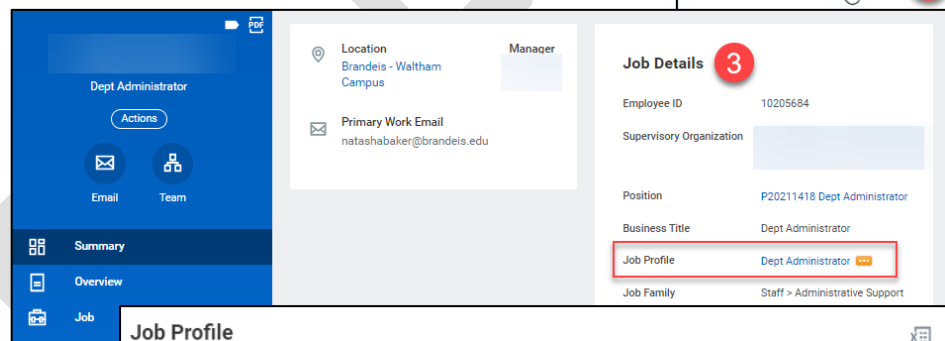 PDF
Dept Administrator
Actions
Email
Team
Summary
Overview
Job
Location
Brandeis - Waltham
Campus
Manager
Primary Work Email
natashabaker@brandeis.edu
Job Details
3
Employee ID
10205684
Supervisory Organization
Position
P20211418 Dept Administrator
Business Title
Dept Administrator
Job Profile
Dept Administrator
Job Family
Staff > Administrative Support
Job Profile